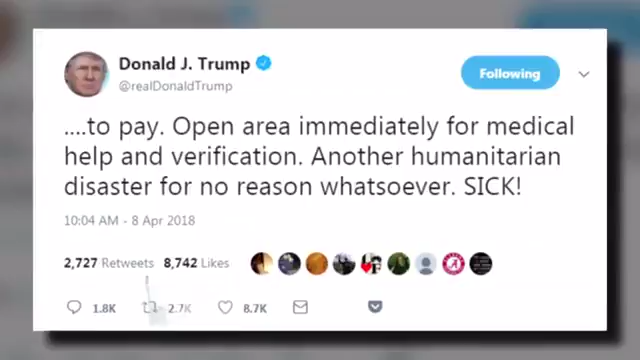 Donald J. Trump
@realDonaldTrump
Following
....to pay. Open area immediately for medical
help and verification. Another humanitarian
disaster for no reason whatsoever. SICK!
10:04 AM - 8 Apr 2018
2,727 Retweets 8,742 Likes
1.8K 2.7K 8.7K